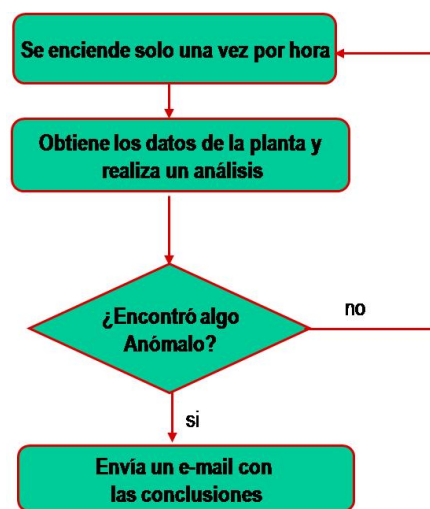 Se enciende solo una vez por hora
Obtiene los datos de la planta y
realiza un análisis
¿Encontró algo
Anómalo?
no
si
Envía un e-mail con
las conclusiones